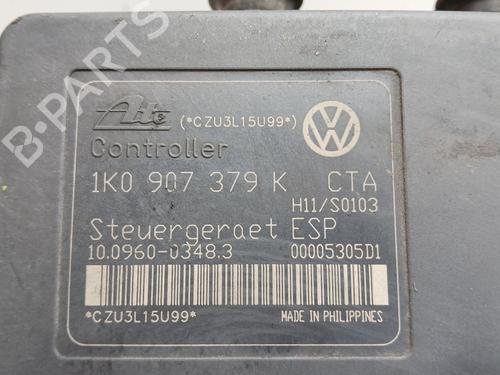 Ate (*CZU3L15U99*)
Controller
1K0 907 379 K CTA
H11/S0103
Steuergeraet ESP
10.0960-0348.3 00005305D1
*CZU3L15U99* MADE IN PHILIPPINES
B-PARTS